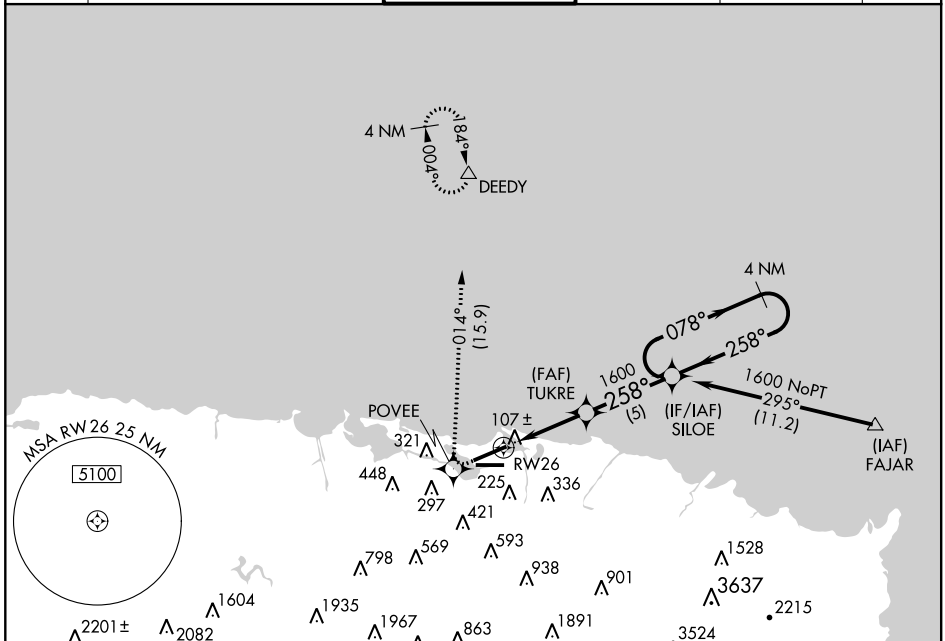 4 NM
184°
004°
DEEDY
4 NM
014°
(15.9)
078°
258°
(FAF)
TUKRE
1600
258°
(5)
(IF/IAF)
SILOE
1600 NoPT
295°
(11.2)
(IAF)
FAJAR
POVEE
107 ±
321
RW26
MSA RW26 25 NM
5100
448
297
225
336
421
593
569
798
938
901
1528
3637
2215
1604
1935
1967
863
1891
3524
2201±
2082